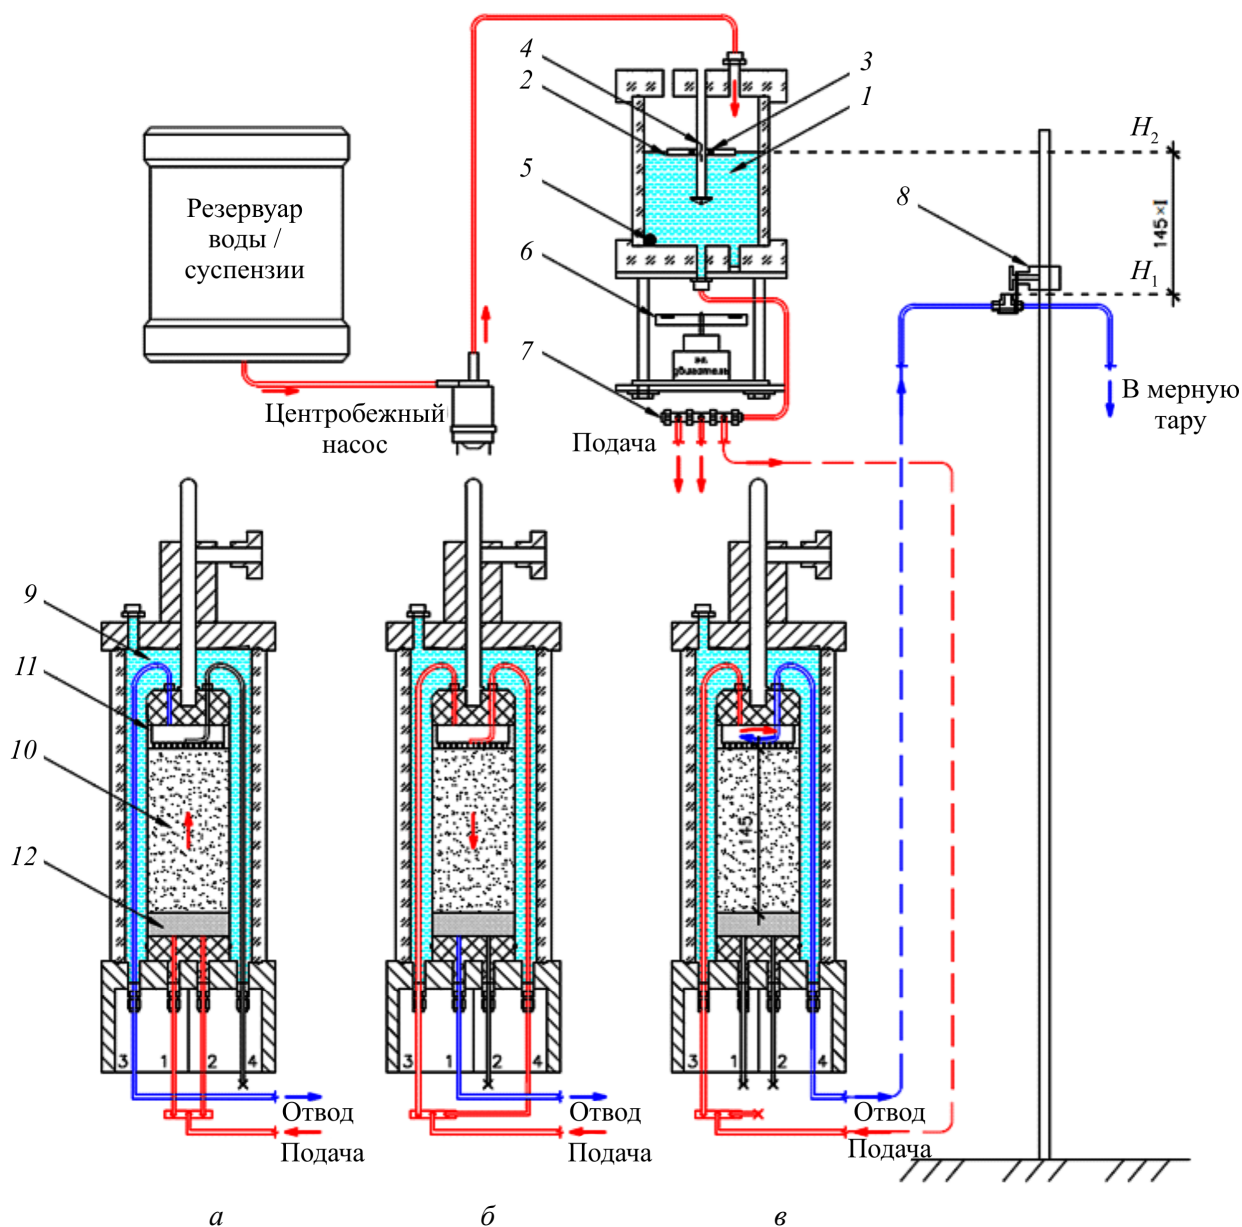 4
2
3
1
H₂
Резервуар
воды /
суспензии
5
8
145×I
6
H₁
эл.
двигатель
7
Центробежный
насос
Подача
В мерную
тару
9
11
10
12
145
3 1 2 4
3 1 2 4
3 1 2 4
Отвод
Подача
Отвод
Подача
Отвод
Подача
а
б
в